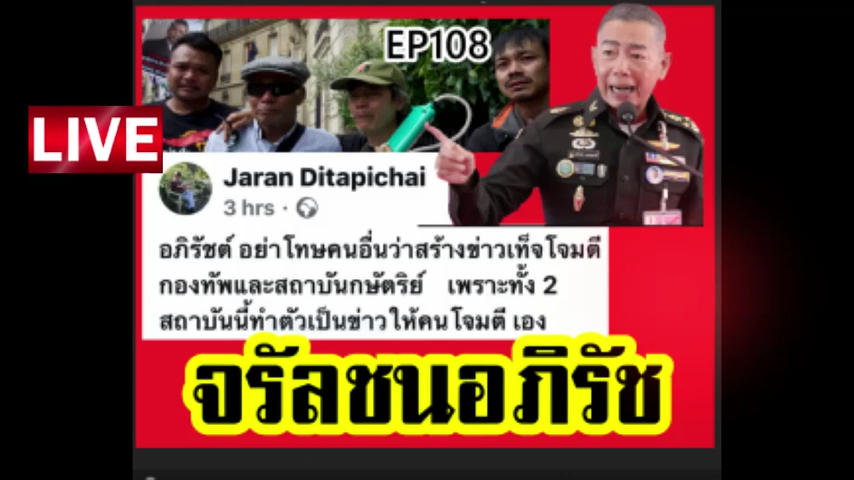 EP108
LIVE
Jaran Ditapichai
3 hrs ·
อภิรัชต์ อย่าโทษคนอื่นว่าสร้างข่าวเท็จโจมตี
กองทัพและสถาบันกษัตริย์ เพราะทั้ง 2
สถาบันนี้ทำตัวเป็นข่าวให้คนโจมตี เอง
จรัลชนอภิรัช